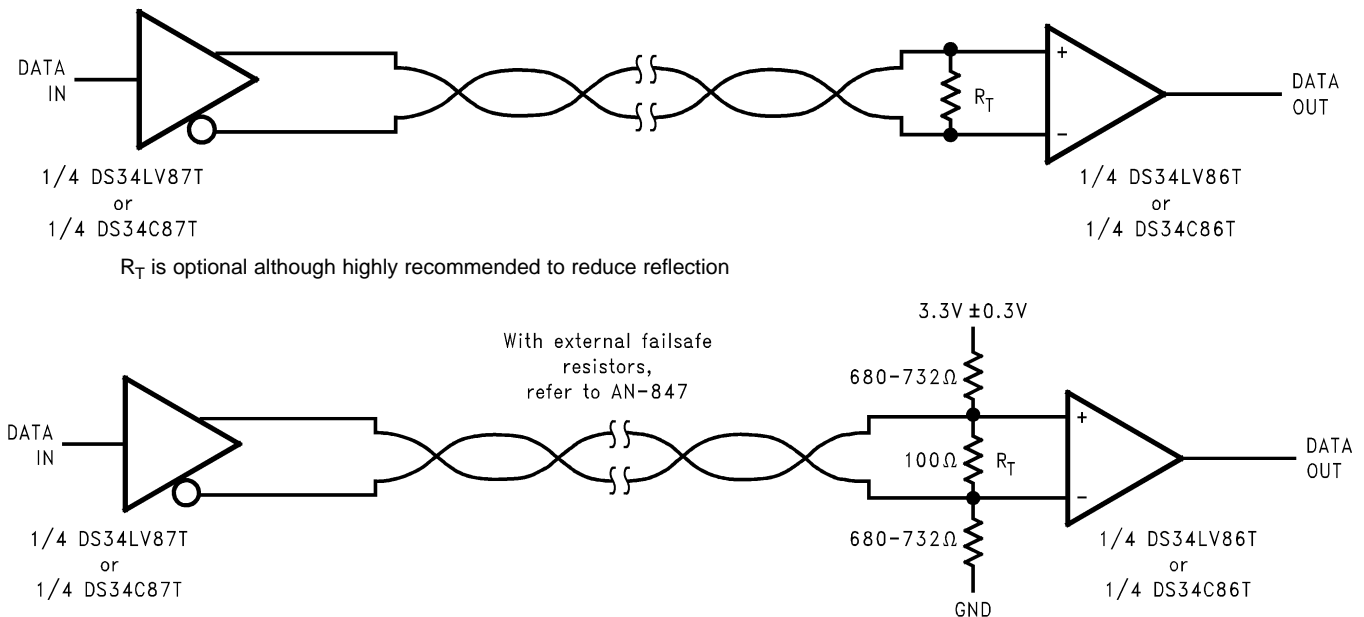 DATA
IN
+
R_T
−
DATA
OUT
1/4 DS34LV87T
or
1/4 DS34C87T
1/4 DS34LV86T
or
1/4 DS34C86T
R_T is optional although highly recommended to reduce reflection
With external failsafe
resistors,
refer to AN-847
3.3V ±0.3V
680-732Ω
DATA
IN
+
100Ω R_T
−
DATA
OUT
680-732Ω
GND
1/4 DS34LV87T
or
1/4 DS34C87T
1/4 DS34LV86T
or
1/4 DS34C86T